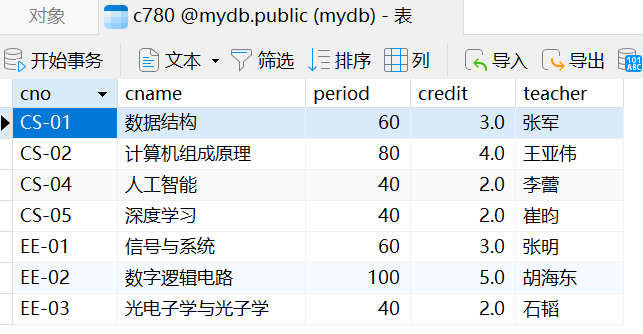 对象 c780 @mydb.public (mydb) - 表
开始事务 文本 筛选 排序 列 导入 导出
cno cname period credit teacher
CS-01 数据结构 60 3.0 张军
CS-02 计算机组成原理 80 4.0 王亚伟
CS-04 人工智能 40 2.0 李蕾
CS-05 深度学习 40 2.0 崔昀
EE-01 信号与系统 60 3.0 张明
EE-02 数字逻辑电路 100 5.0 胡海东
EE-03 光电子学与光子学 40 2.0 石韬